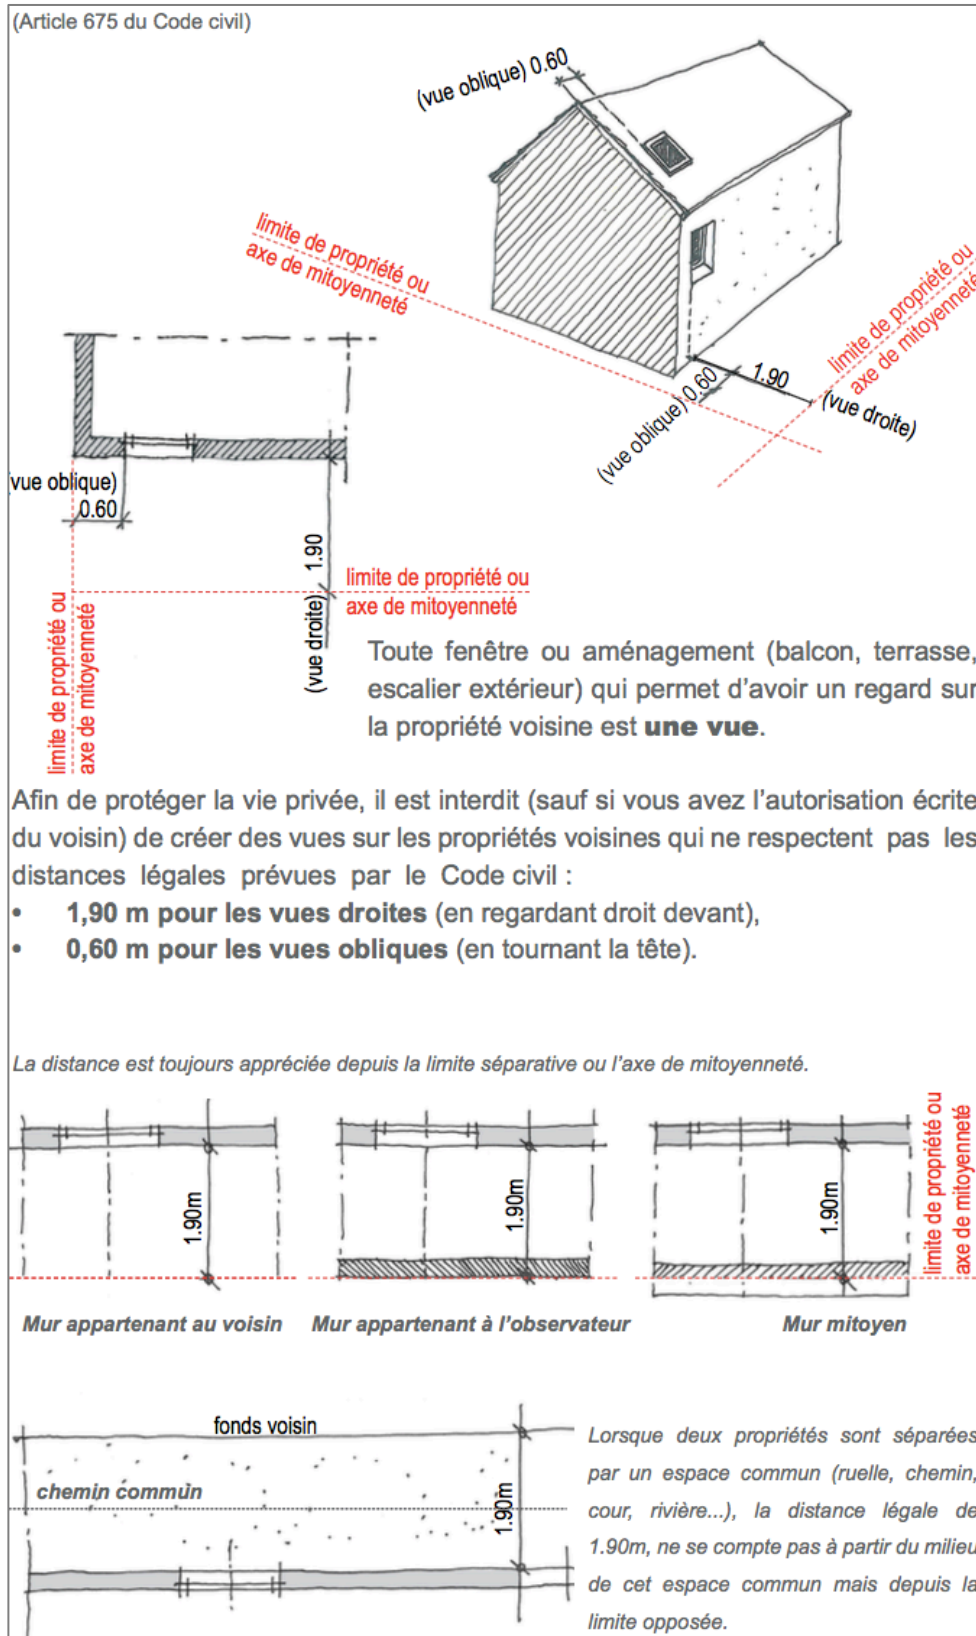 (Article 675 du Code civil)
(vue oblique) 0.60
limite de propriété ou
axe de mitoyenneté
limite de propriété ou
axe de mitoyenneté
(vue oblique) 0.60
1.90
(vue droite)
(vue oblique)
0.60
1.90
(vue droite)
limite de propriété ou
axe de mitoyenneté
limite de propriété ou
axe de mitoyenneté
Toute fenêtre ou aménagement (balcon, terrasse,
escalier extérieur) qui permet d'avoir un regard sur
la propriété voisine est une vue.
Afin de protéger la vie privée, il est interdit (sauf si vous avez l'autorisation écrite
du voisin) de créer des vues sur les propriétés voisines qui ne respectent pas les
distances légales prévues par le Code civil :
• 1,90 m pour les vues droites (en regardant droit devant),
• 0,60 m pour les vues obliques (en tournant la tête).
La distance est toujours appréciée depuis la limite séparative ou l'axe de mitoyenneté.
1.90m
1.90m
1.90m
limite de propriété ou
axe de mitoyenneté
Mur appartenant au voisin
Mur appartenant à l'observateur
Mur mitoyen
fonds voisin
chemin commun
1.90m
Lorsque deux propriétés sont séparées
par un espace commun (ruelle, chemin,
cour, rivière...), la distance légale de
1.90m, ne se compte pas à partir du milieu
de cet espace commun mais depuis la
limite opposée.